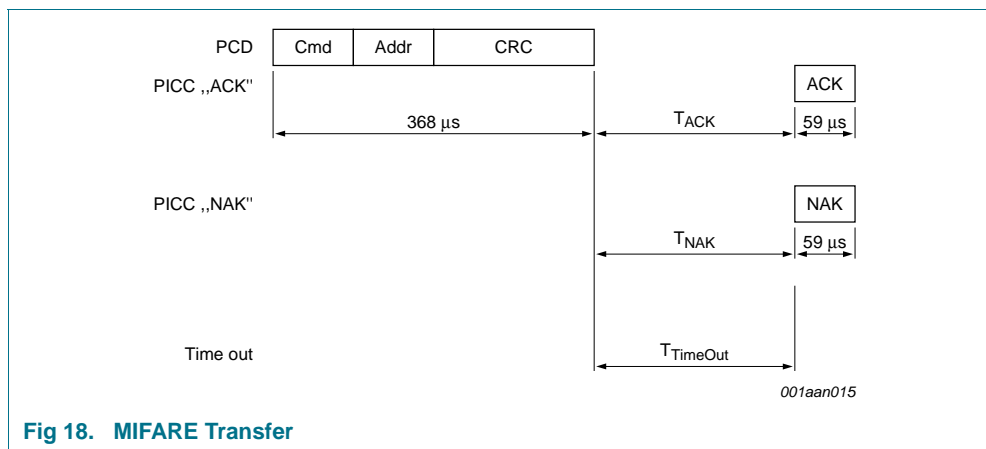 PCD Cmd Addr CRC
PICC ,,ACK" ACK
368 μs TACK 59 μs
PICC ,,NAK" NAK
TNAK 59 μs
Time out TTimeOut
001aan015
Fig 18. MIFARE Transfer